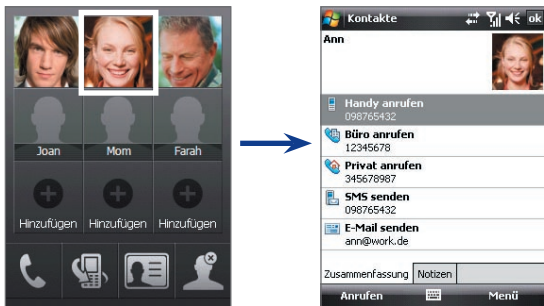 Joan Mom Farah
Hinzufügen Hinzufügen Hinzufügen
Kontakte ok
Ann
Handy anrufen
098765432
Büro anrufen
12345678
Privat anrufen
345678987
SMS senden
098765432
E-Mail senden
ann@work.de
Zusammenfassung Notizen
Anrufen Menü